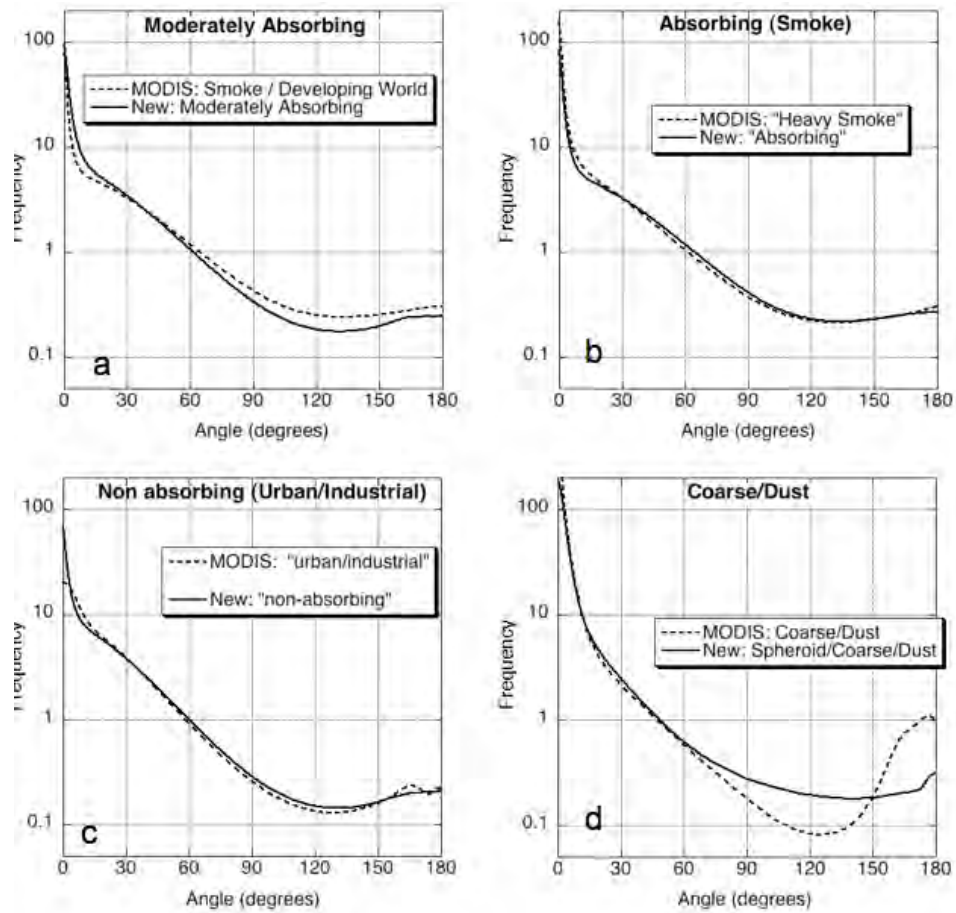 Moderately Absorbing
100
10
1
0.1
Frequency
MODIS: Smoke / Developing World
New: Moderately Absorbing
a
0 30 60 90 120 150 180
Angle (degrees)
Absorbing (Smoke)
100
10
1
0.1
Frequency
MODIS: "Heavy Smoke"
New: "Absorbing"
b
0 30 60 90 120 150 180
Angle (degrees)
Non absorbing (Urban/Industrial)
100
10
1
0.1
Frequency
MODIS: "urban/industrial"
New: "non-absorbing"
c
0 30 60 90 120 150 180
Angle (degrees)
Coarse/Dust
100
10
1
0.1
Frequency
MODIS: Coarse/Dust
New: Spheroid/Coarse/Dust
d
0 30 60 90 120 150 180
Angle (degrees)